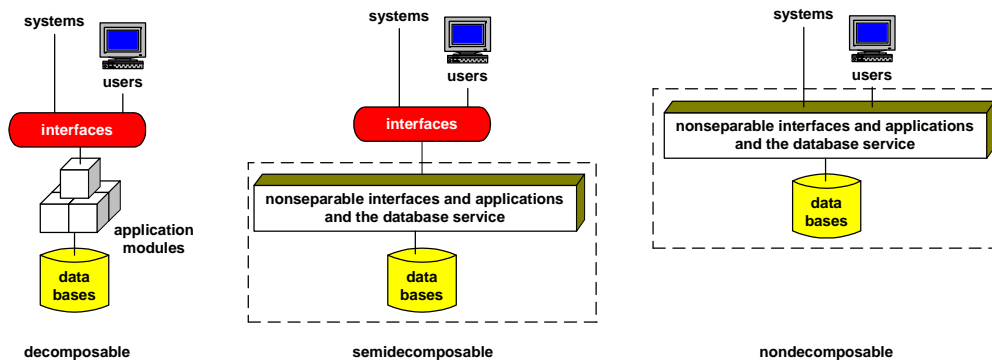 systems
users
interfaces
application
modules
data
bases
decomposable
systems
users
interfaces
nonseparable interfaces and applications
and the database service
data
bases
semidecomposable
systems
users
nonseparable interfaces and applications
and the database service
data
bases
nondecomposable